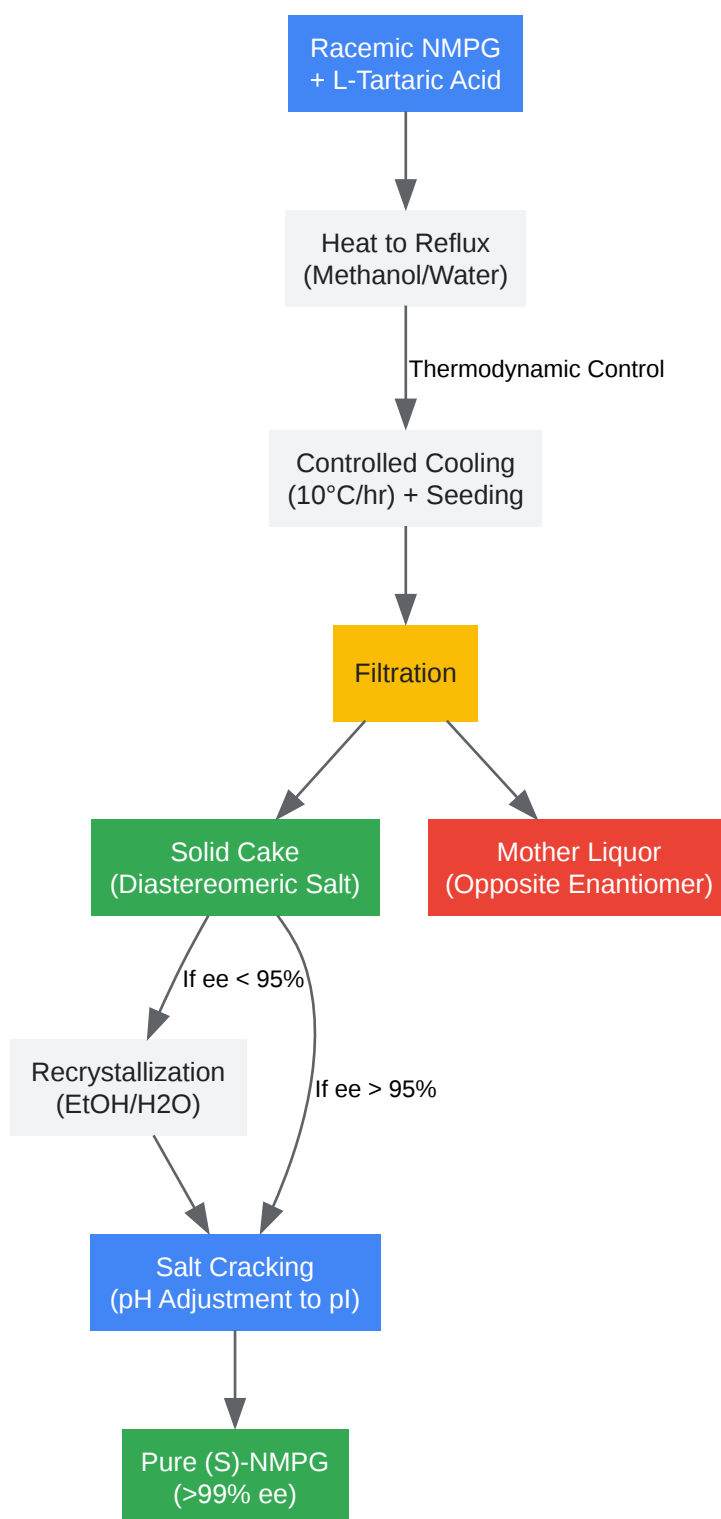 Racemic NMPG
+ L-Tartaric Acid
Heat to Reflux
(Methanol/Water)
Thermodynamic Control
Controlled Cooling
(10°C/hr) + Seeding
Filtration
Solid Cake
(Diastereomeric Salt)
Mother Liquor
(Opposite Enantiomer)
If ee < 95%
Recrystallization
(EtOH/H2O)
If ee > 95%
Salt Cracking
(pH Adjustment to pI)
Pure (S)-NMPG
(>99% ee)